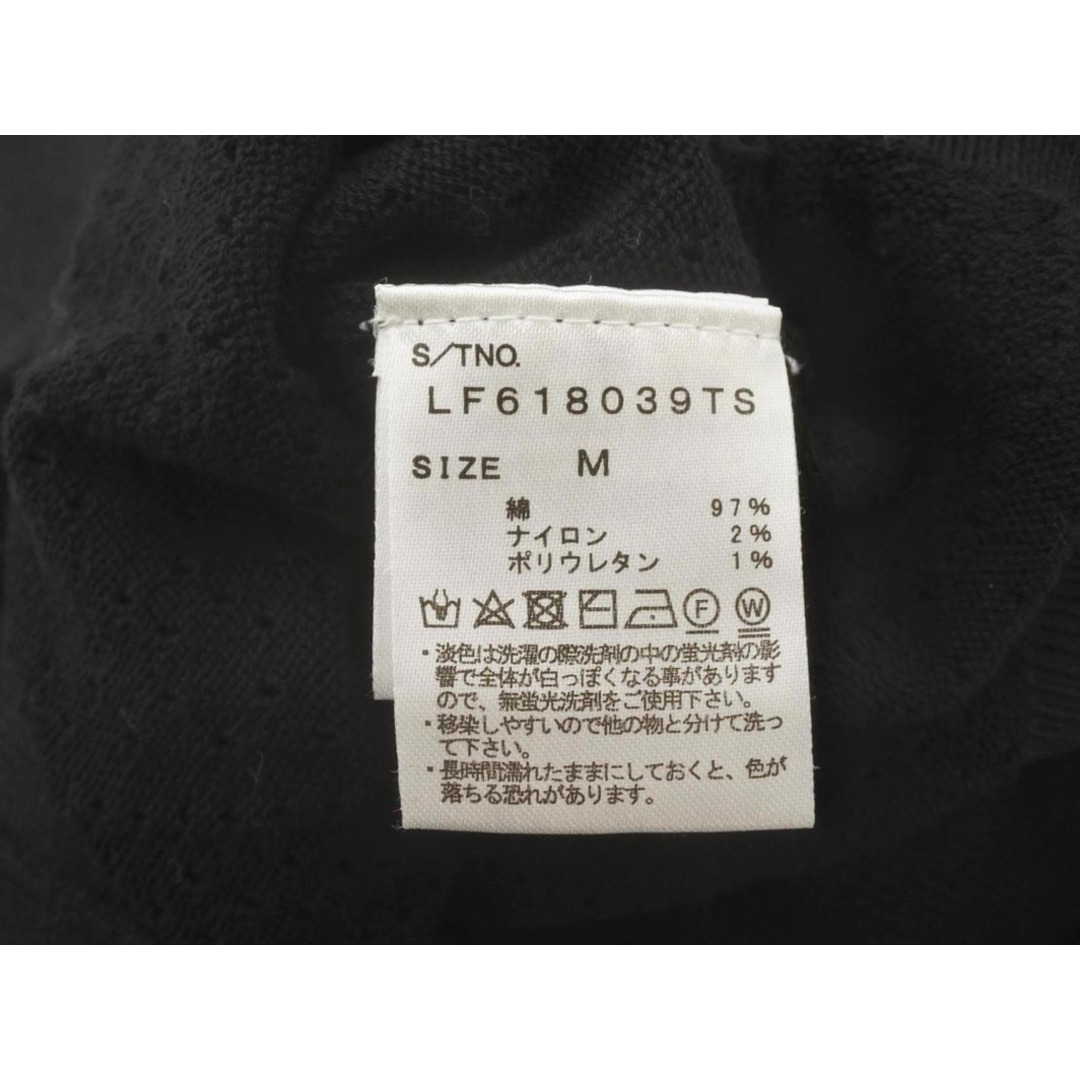 S/TNO.
LF618039TS
SIZE M
綿 97%
ナイロン 2%
ポリウレタン 1%
F W
・淡色は洗濯の際洗剤の中の蛍光剤の影
響で全体が白っぽくなる事があります
ので、無蛍光洗剤をご使用下さい。
・移染しやすいので他の物と分けて洗っ
て下さい。
・長時間濡れたままにしておくと、色が
落ちる恐れがあります。